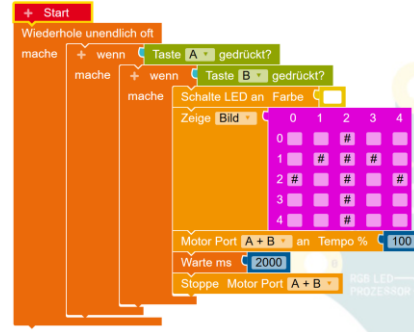 + Start
Wiederhole unendlich oft
mache + wenn Taste A gedrückt?
mache + wenn Taste B gedrückt?
mache Schalte LED an Farbe
Zeige Bild 0 1 2 3 4
0 #
1 # # #
2 # # #
3 #
4 #
Motor Port A + B an Tempo % 100
Warte ms 2000
Stoppe Motor Port A + B
RGB LED
PROZESSOR